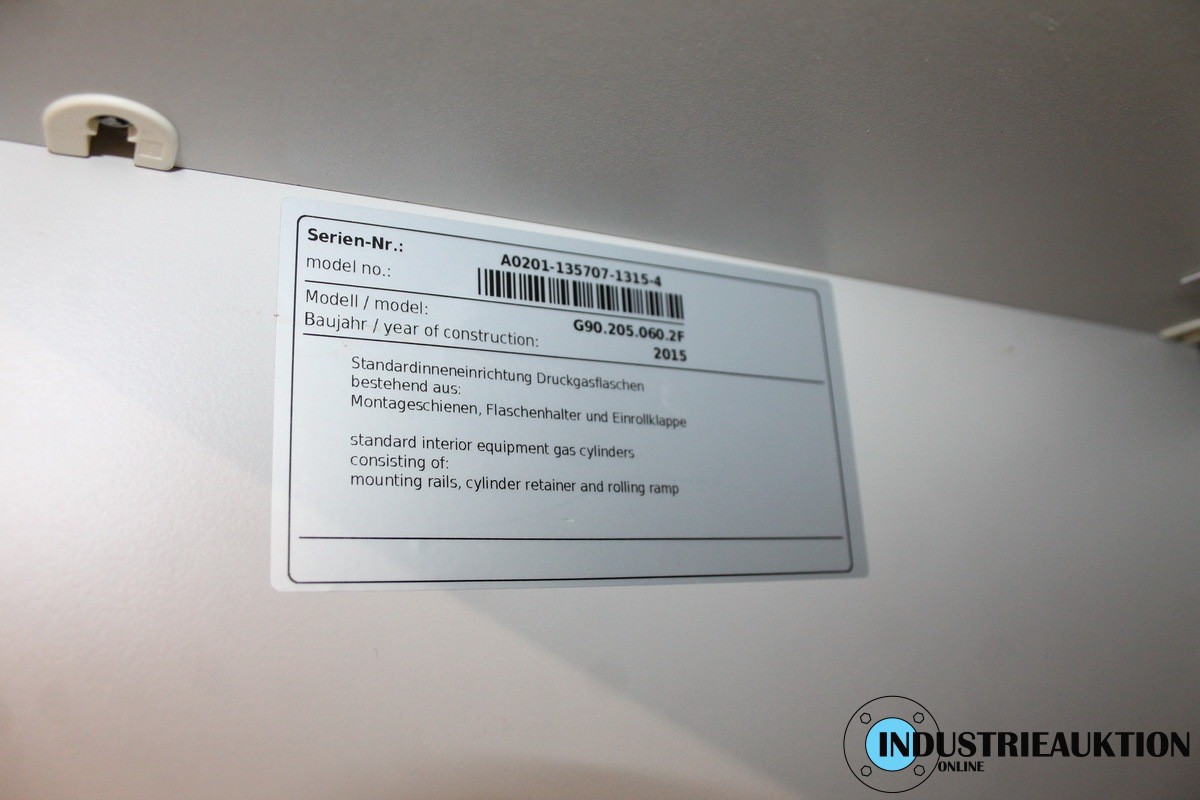 Serien-Nr.:
model no.:
A0201-135707-1315-4
Modell / model:
G90.205.060.2F
Baujahr / year of construction:
2015
Standardinneneinrichtung Druckgasflaschen
bestehend aus:
Montageschienen, Flaschenhalter und Einrollklappe
standard interior equipment gas cylinders
consisting of:
mounting rails, cylinder retainer and rolling ramp
INDUSTRIEAUKTION
ONLINE